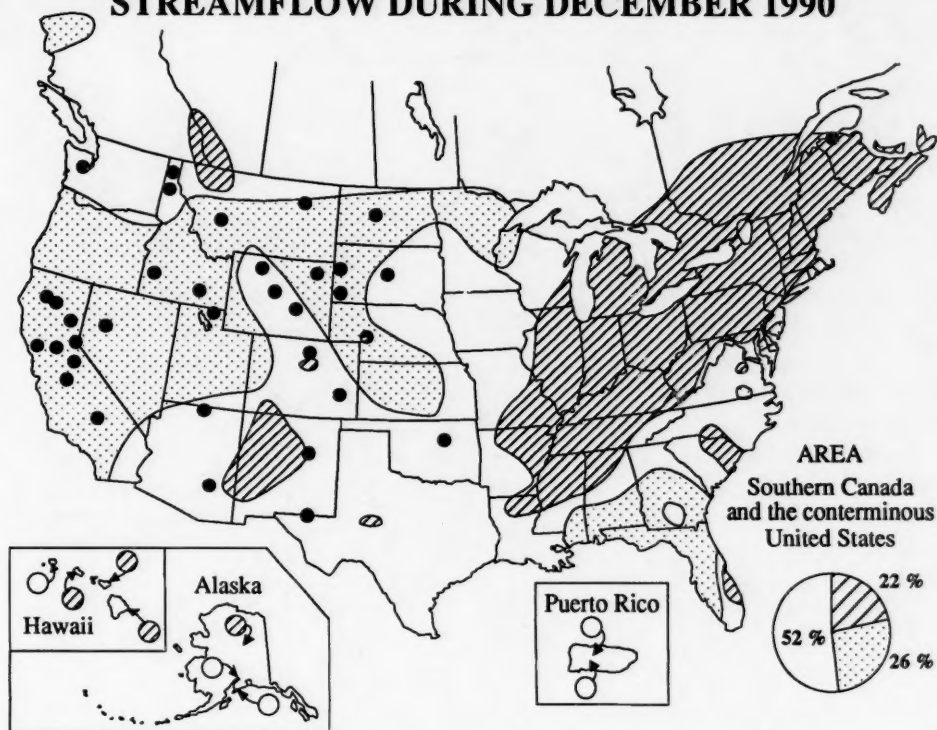 STREAMFLOW DURING DECEMBER 1990
AREA
Southern Canada
and the conterminous
United States
22 %
52 %
26 %
Hawaii
Alaska
Puerto Rico